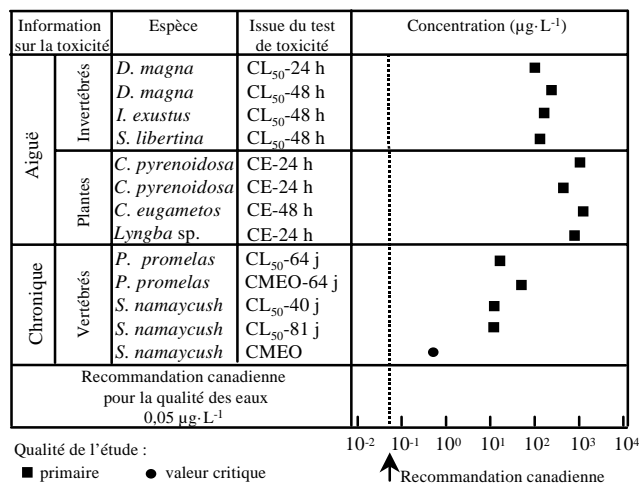 Information sur la toxicité
Espèce
Issue du test de toxicité
Concentration (µg·L-1)
Aiguë
Invertébrés
D. magna CL50-24 h
D. magna CL50-48 h
I. exustus CL50-48 h
S. libertina CL50-48 h
Plantes
C. pyrenoidosa CE-24 h
C. pyrenoidosa CE-24 h
C. eugametos CE-48 h
Lyngba sp. CE-24 h
Chronique
Vertébrés
P. promelas CL50-64 j
P. promelas CMEO-64 j
S. namaycush CL50-40 j
S. namaycush CL50-81 j
S. namaycush CMEO
Recommandation canadienne
pour la qualité des eaux
0,05 µg·L-1
10-2 10-1 100 101 102 103 104
Qualité de l'étude :
primaire valeur critique
Recommandation canadienne